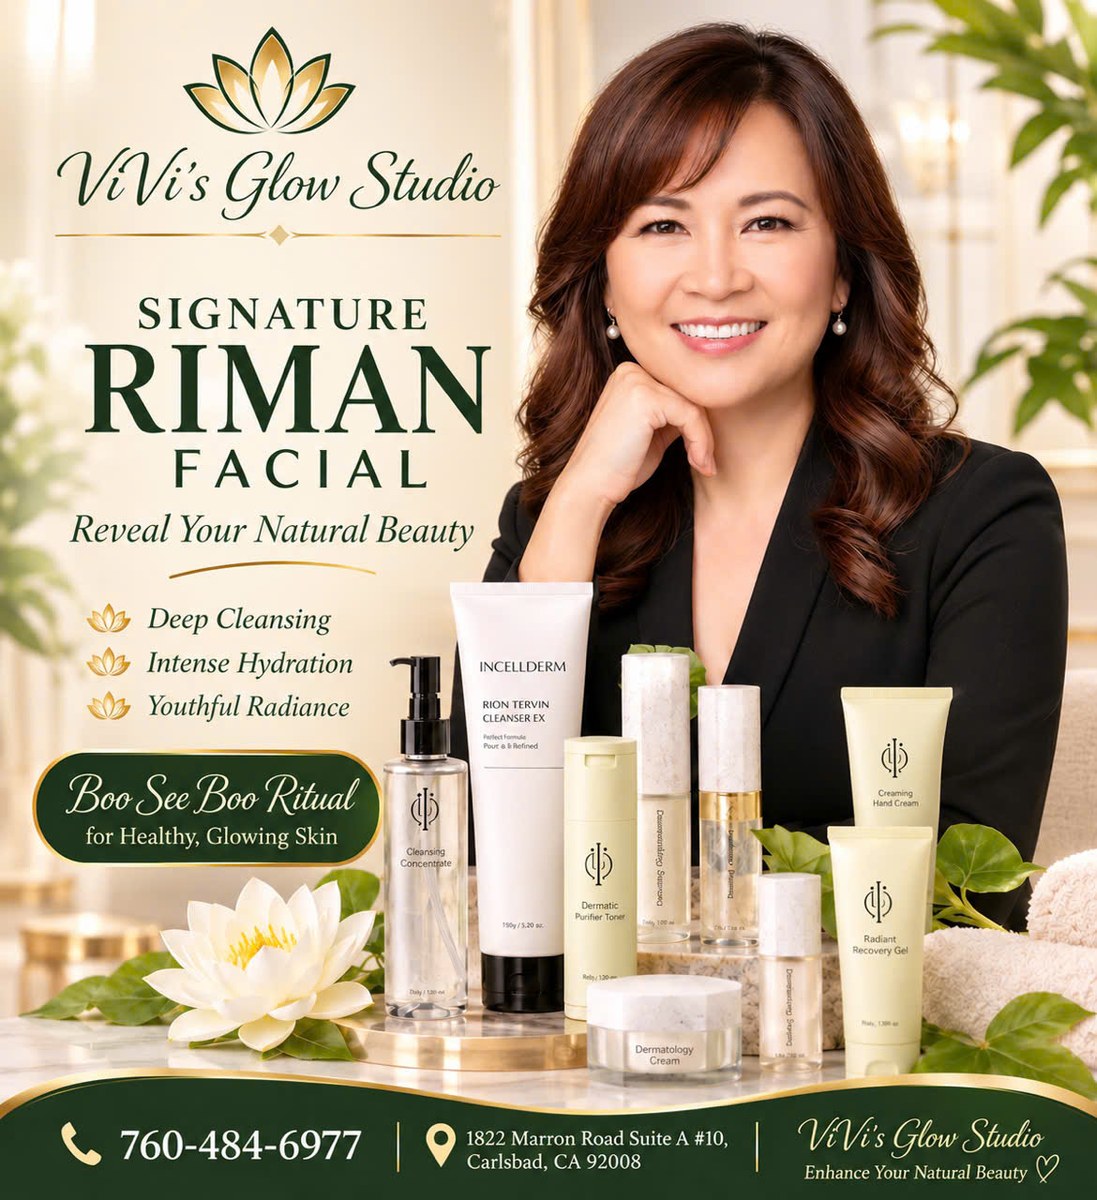 ViVi's Glow Studio
SIGNATURE
RIMAN
FACIAL
Reveal Your Natural Beauty
Deep Cleansing
Intense Hydration
Youthful Radiance
Boo See Boo Ritual
for Healthy, Glowing Skin
INCELLDERM
RION TERVIN
CLEANSER EX
Perfect Formula
Refined
150g / 5,20 oz.
Cleansing
Concentrate
Dermatic
Purifier Toner
Creaming
Hand Cream
Radiant
Recovery Gel
Dermatology
Cream
760-484-6977
1822 Marron Road Suite A #10,
Carlsbad, CA 92008
ViVi's Glow Studio
Enhance Your Natural Beauty